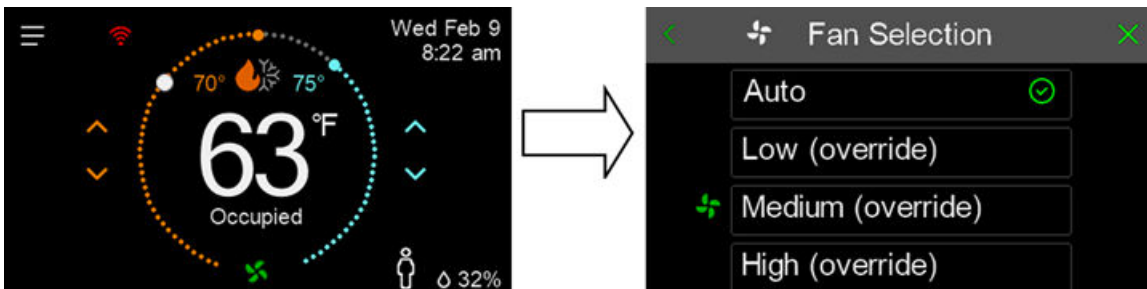 Wed Feb 9
8:22 am
70° 75°
63°F
Occupied
32%
Fan Selection
Auto
Low (override)
Medium (override)
High (override)